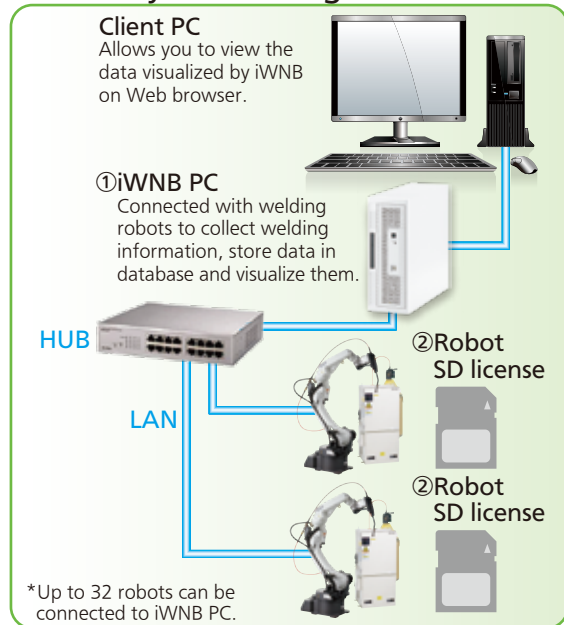 Client PC
Allows you to view the
data visualized by iWNB
on Web browser.
①iWNB PC
Connected with welding
robots to collect welding
information, store data in
database and visualize them.
HUB
LAN
②Robot
SD license
②Robot
SD license
*Up to 32 robots can be
connected to iWNB PC.